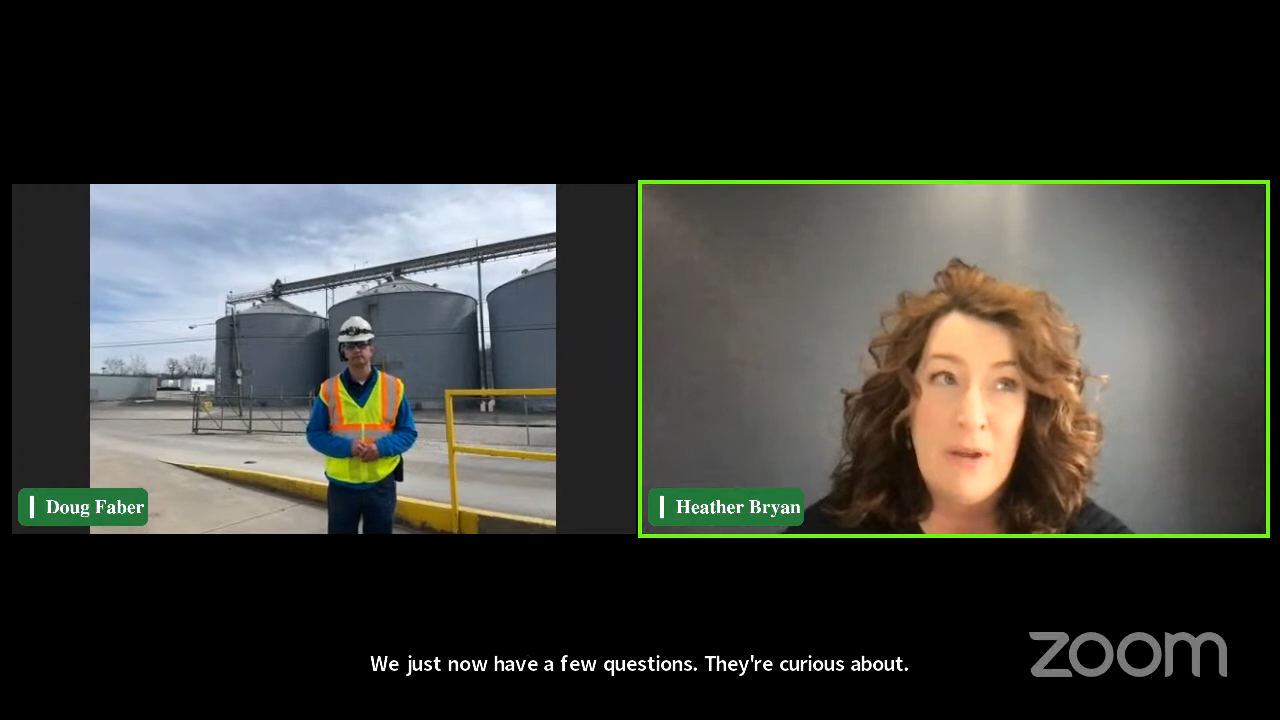 Doug Faber
Heather Bryan
We just now have a few questions. They're curious about.
zoom